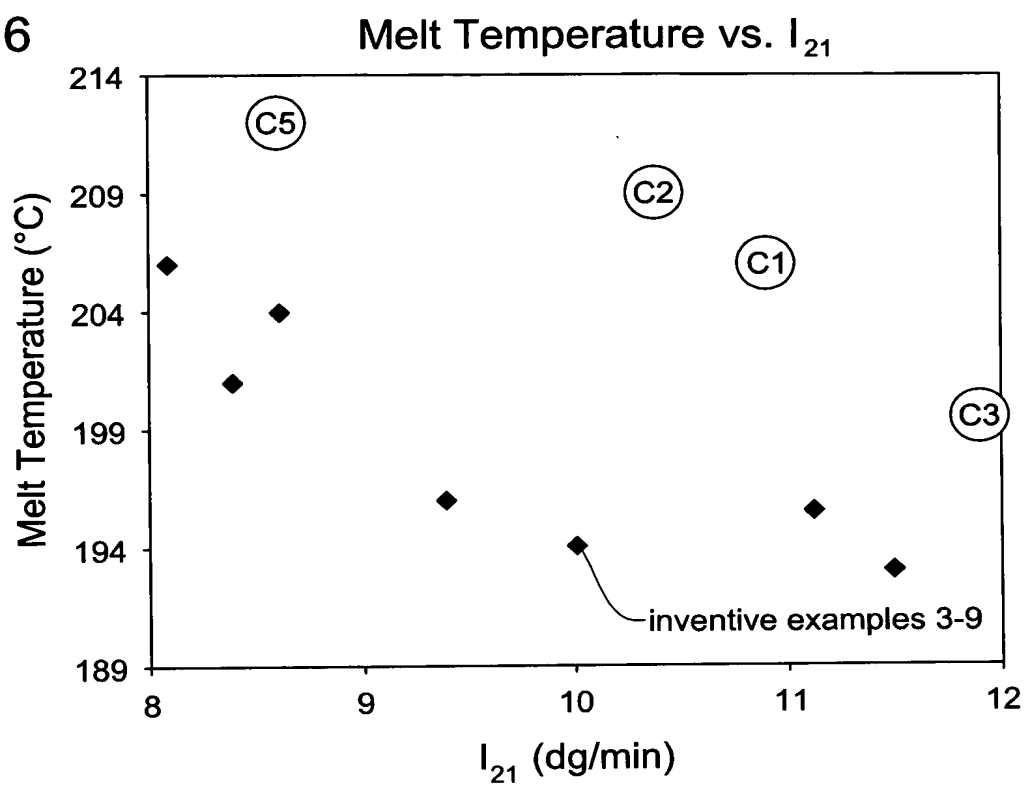 6
Melt Temperature vs. I21
214
209
204
199
194
189
Melt Temperature (°C)
C5
C2
C1
C3
inventive examples 3-9
8
9
10
11
12
I21 (dg/min)